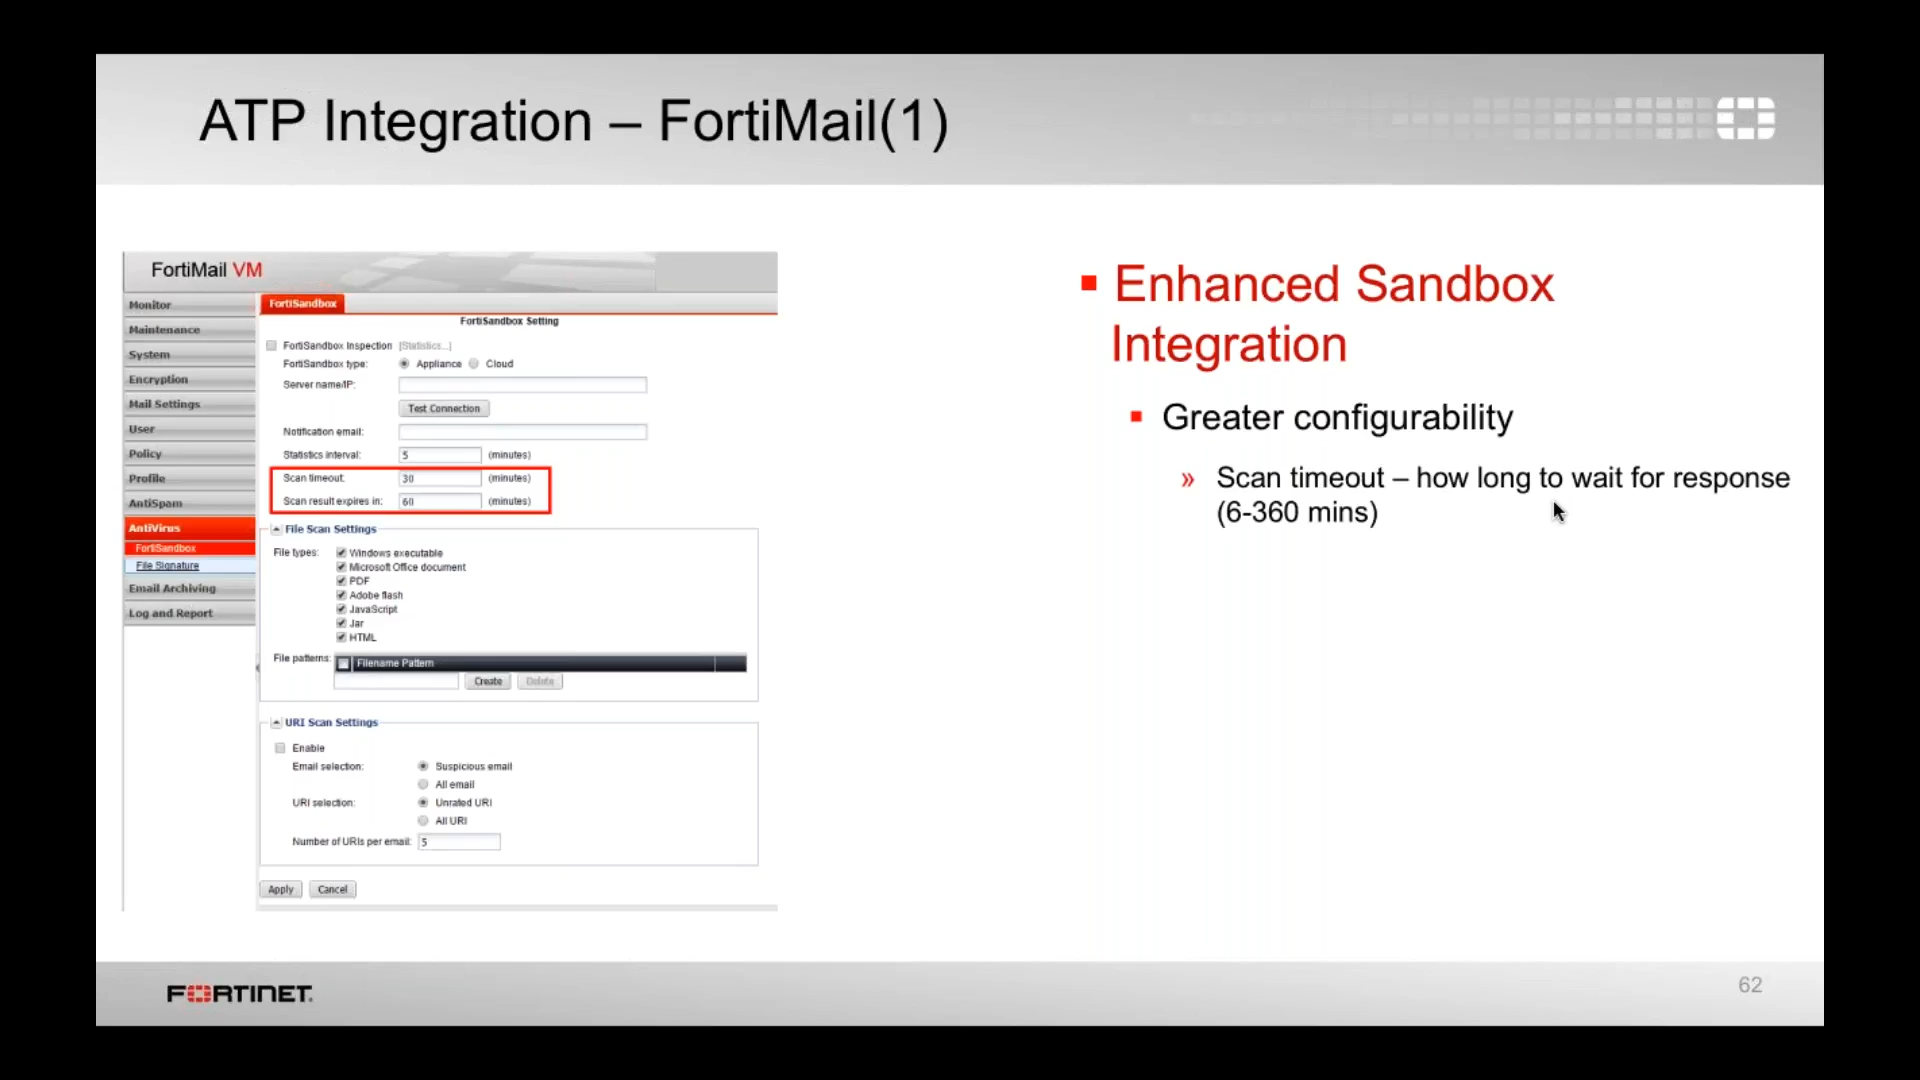 ATP Integration – FortiMail(1)
FortiMail VM
Monitor
Maintenance
System
Encryption
Mail Settings
User
Policy
Profile
AntiSpam
AntiVirus
FortiSandbox
File Signature
Email Archiving
Log and Report
FortiSandbox
FortiSandbox Setting
FortiSandbox Inspection [Statistics...]
FortiSandbox type: Appliance Cloud
Server name/IP:
Test Connection
Notification email:
Statistics interval: 5 (minutes)
Scan timeout: 30 (minutes)
Scan result expires in: 60 (minutes)
File Scan Settings
File types: Windows executable
Microsoft Office document
PDF
Adobe flash
JavaScript
Jar
HTML
File patterns: Filename Pattern
Create Delete
URI Scan Settings
Enable
Email selection: Suspicious email
All email
URI selection: Unrated URI
All URI
Number of URIs per email: 5
Apply Cancel
Enhanced Sandbox
Integration
Greater configurability
» Scan timeout – how long to wait for response
(6-360 mins)
FORTINET
62